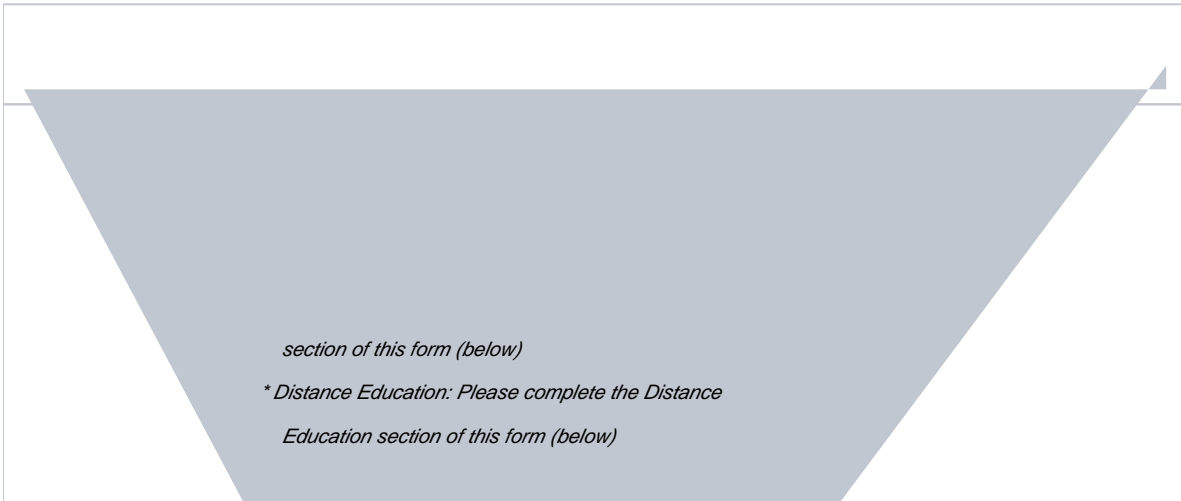 section of this form (below)
* Distance Education: Please complete the Distance
Education section of this form (below)